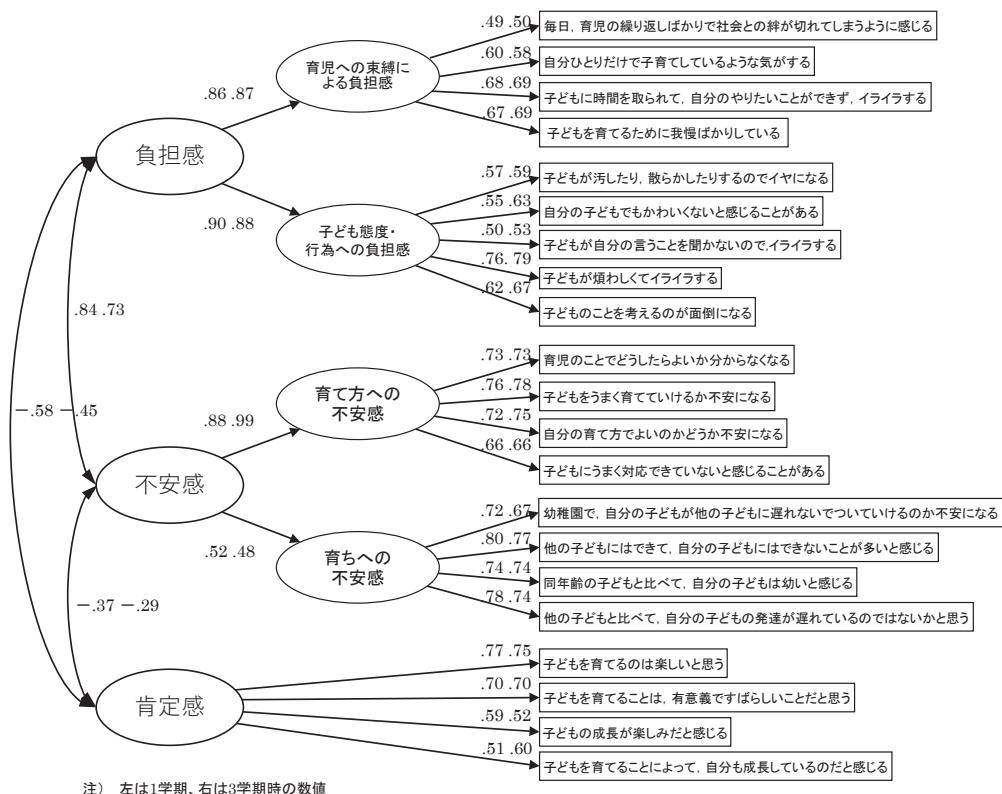 .49 .50
毎日, 育児の繰り返しばかりで社会との絆が切れてしまうように感じる
.60 .58
自分ひとりだけで子育てしているような気がする
育児への束縛に
よる負担感
.68 .69
子どもに時間を取られて, 自分のやりたいことができず, イライラする
.86 .87
.67 .69
子どもを育てるために我慢ばかりしている
負担感
.57 .59
子どもが汚したり, 散らかしたりするのでイヤになる
.55 .63
自分の子どもでもかわいくないと感じることがある
.90 .88
子ども態度・
行為への負担感
.50 .53
子どもが自分の言うことを聞かないので, イライラする
.76 .79
子どもが煩わしくてイライラする
.62 .67
子どものことを考えるのが面倒になる
.84 .73
.73 .73
育児のことでどうしたらよいか分からなくなる
.76 .78
子どもをうまく育てていけるか不安になる
育て方への
不安感
−.58 −.45
.88 .99
.72 .75
自分の育て方でよいのかどうか不安になる
.66 .66
子どもにうまく対応できていないと感じることがある
不安感
.72 .67
幼稚園で, 自分の子どもが他の子どもに遅れないでついていけるのか不安になる
.52 .48
.80 .77
他の子どもにはできて, 自分の子どもにはできないことが多いと感じる
育ちへの
不安感
.74 .74
同年齢の子どもと比べて, 自分の子どもは幼いと感じる
−.37 −.29
.78 .74
他の子どもと比べて, 自分の子どもの発達が遅れているのではないかと思う
.77 .75
子どもを育てるのは楽しいと思う
.70 .70
子どもを育てることは, 有意義ですばらしいことだと思う
肯定感
.59 .52
子どもの成長が楽しみだと感じる
.51 .60
子どもを育てることによって, 自分も成長しているのだと感じる
注） 左は1学期、右は3学期時の数値